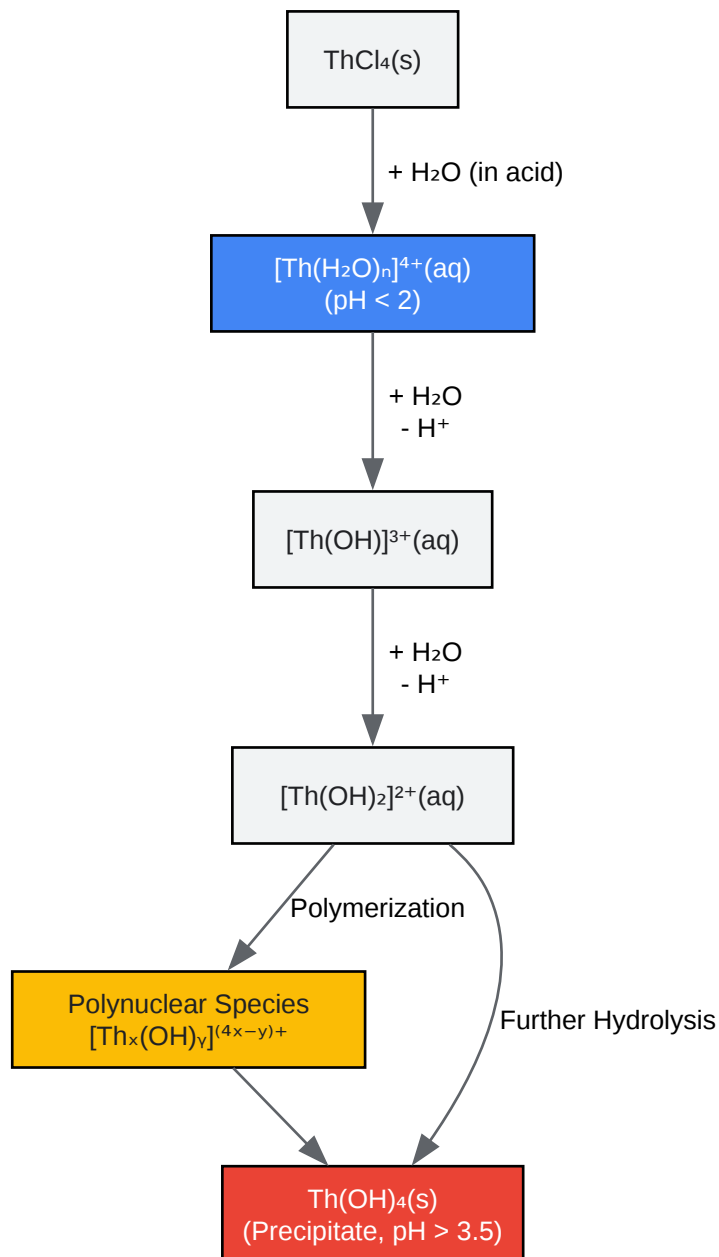 ThCl₄(s)
+ H₂O (in acid)
[Th(H₂O)ₙ]⁴⁺(aq)
(pH < 2)
+ H₂O
- H⁺
[Th(OH)]³⁺(aq)
+ H₂O
- H⁺
[Th(OH)₂]²⁺(aq)
Polymerization
Polynuclear Species
[Thₓ(OH)ᵧ]⁽⁴ˣ⁻ʸ⁾⁺
Further Hydrolysis
Th(OH)₄(s)
(Precipitate, pH > 3.5)